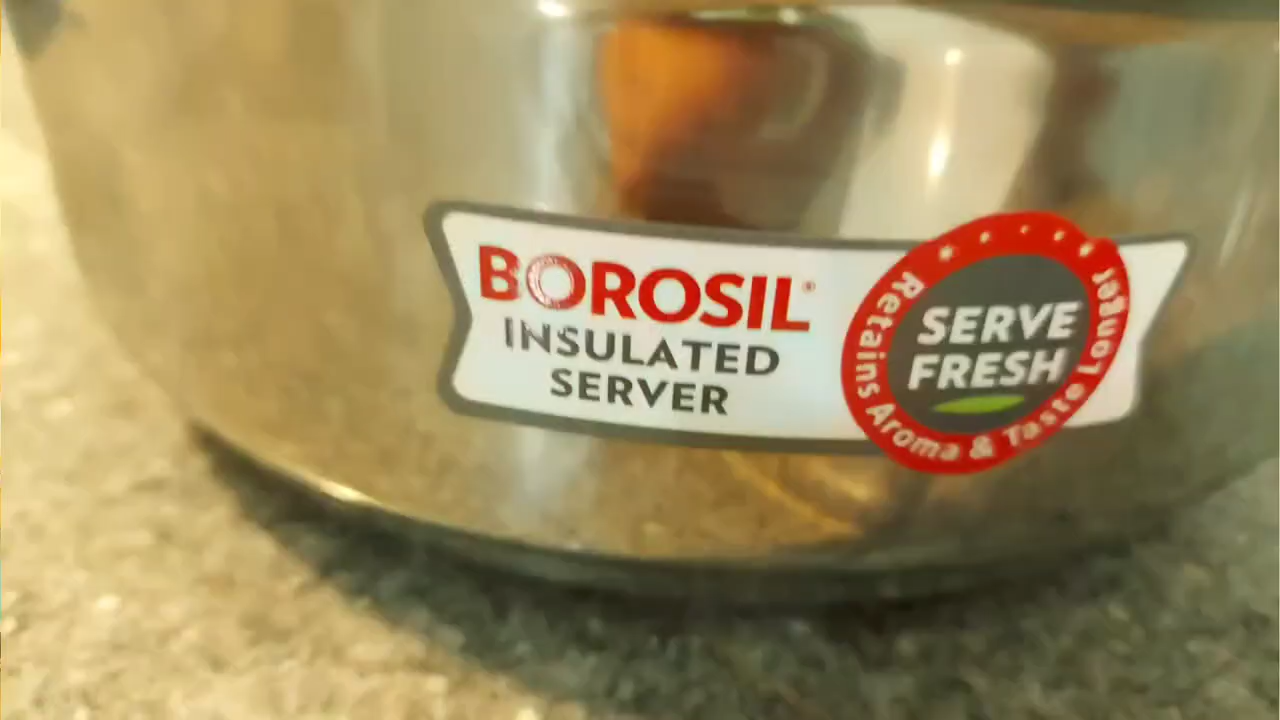 BOROSIL®
INSULATED
SERVER
SERVE
FRESH
Retains Aroma & Taste Longer